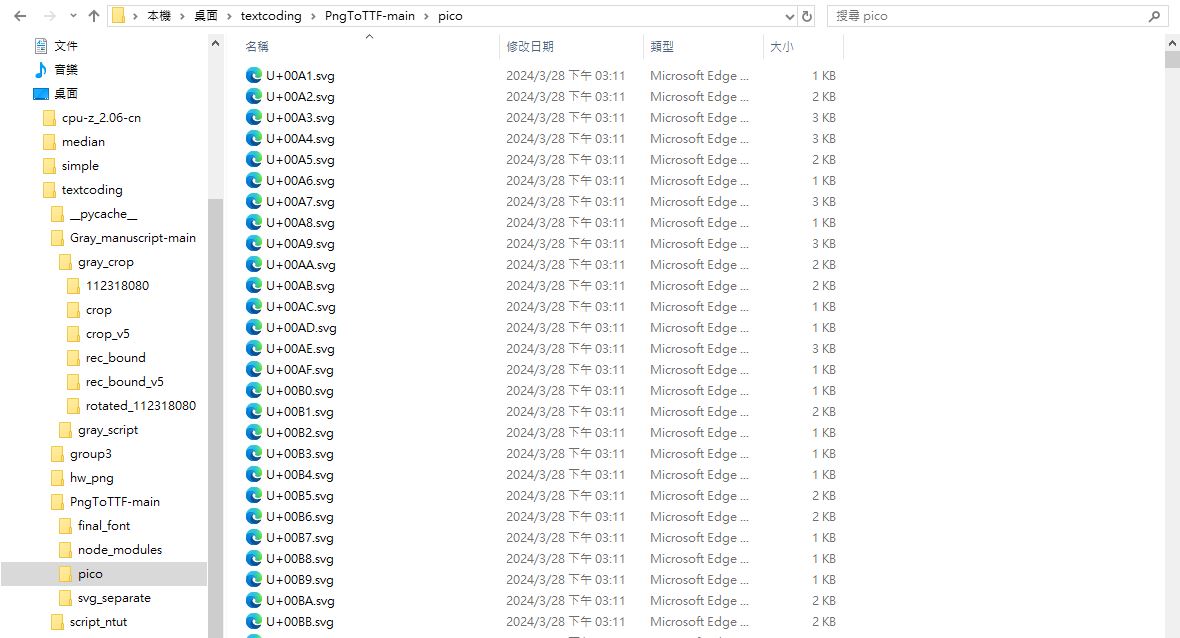 本機 › 桌面 › textcoding › PngToTTF-main › pico
搜尋 pico
文件
音樂
桌面
cpu-z_2.06-cn
median
simple
textcoding
__pycache__
Gray_manuscript-main
gray_crop
112318080
crop
crop_v5
rec_bound
rec_bound_v5
rotated_112318080
gray_script
group3
hw_png
PngToTTF-main
final_font
node_modules
pico
svg_separate
script_ntut
名稱 修改日期 類型 大小
U+00A1.svg 2024/3/28 下午 03:11 Microsoft Edge ... 1 KB
U+00A2.svg 2024/3/28 下午 03:11 Microsoft Edge ... 2 KB
U+00A3.svg 2024/3/28 下午 03:11 Microsoft Edge ... 3 KB
U+00A4.svg 2024/3/28 下午 03:11 Microsoft Edge ... 3 KB
U+00A5.svg 2024/3/28 下午 03:11 Microsoft Edge ... 2 KB
U+00A6.svg 2024/3/28 下午 03:11 Microsoft Edge ... 1 KB
U+00A7.svg 2024/3/28 下午 03:11 Microsoft Edge ... 3 KB
U+00A8.svg 2024/3/28 下午 03:11 Microsoft Edge ... 1 KB
U+00A9.svg 2024/3/28 下午 03:11 Microsoft Edge ... 3 KB
U+00AA.svg 2024/3/28 下午 03:11 Microsoft Edge ... 2 KB
U+00AB.svg 2024/3/28 下午 03:11 Microsoft Edge ... 2 KB
U+00AC.svg 2024/3/28 下午 03:11 Microsoft Edge ... 1 KB
U+00AD.svg 2024/3/28 下午 03:11 Microsoft Edge ... 1 KB
U+00AE.svg 2024/3/28 下午 03:11 Microsoft Edge ... 3 KB
U+00AF.svg 2024/3/28 下午 03:11 Microsoft Edge ... 1 KB
U+00B0.svg 2024/3/28 下午 03:11 Microsoft Edge ... 1 KB
U+00B1.svg 2024/3/28 下午 03:11 Microsoft Edge ... 2 KB
U+00B2.svg 2024/3/28 下午 03:11 Microsoft Edge ... 1 KB
U+00B3.svg 2024/3/28 下午 03:11 Microsoft Edge ... 1 KB
U+00B4.svg 2024/3/28 下午 03:11 Microsoft Edge ... 1 KB
U+00B5.svg 2024/3/28 下午 03:11 Microsoft Edge ... 2 KB
U+00B6.svg 2024/3/28 下午 03:11 Microsoft Edge ... 2 KB
U+00B7.svg 2024/3/28 下午 03:11 Microsoft Edge ... 1 KB
U+00B8.svg 2024/3/28 下午 03:11 Microsoft Edge ... 1 KB
U+00B9.svg 2024/3/28 下午 03:11 Microsoft Edge ... 1 KB
U+00BA.svg 2024/3/28 下午 03:11 Microsoft Edge ... 2 KB
U+00BB.svg 2024/3/28 下午 03:11 Microsoft Edge ... 2 KB